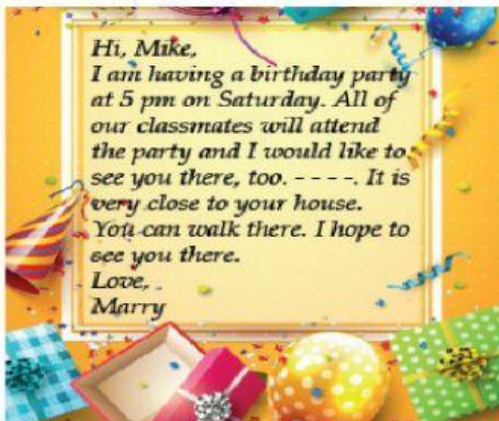 Hi, Mike,
I am having a birthday party
at 5 pm on Saturday. All of
our classmates will attend
the party and I would like to
see you there, too. - - - -. It is
very close to your house.
You can walk there. I hope to
see you there.
Love,
Marry